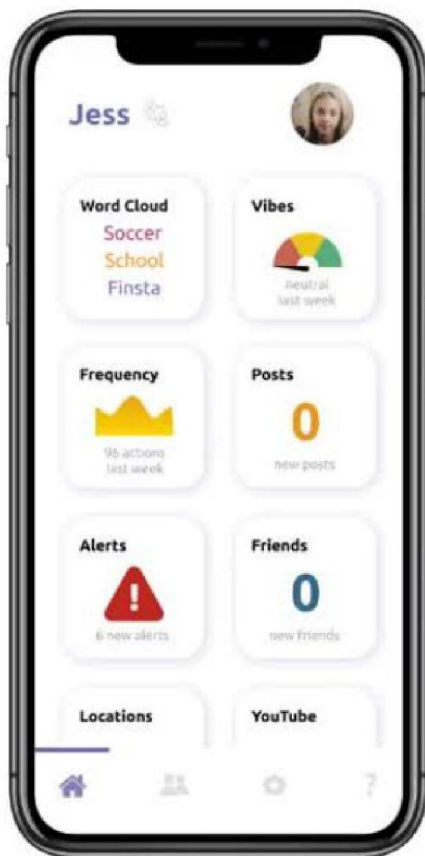 Jess
Word Cloud
Soccer
School
Finsta
Vibes
neutral
last week
Frequency
96 actions
last week
Posts
0
new posts
Alerts
!
6 new alerts
Friends
0
new friends
Locations
YouTube
?